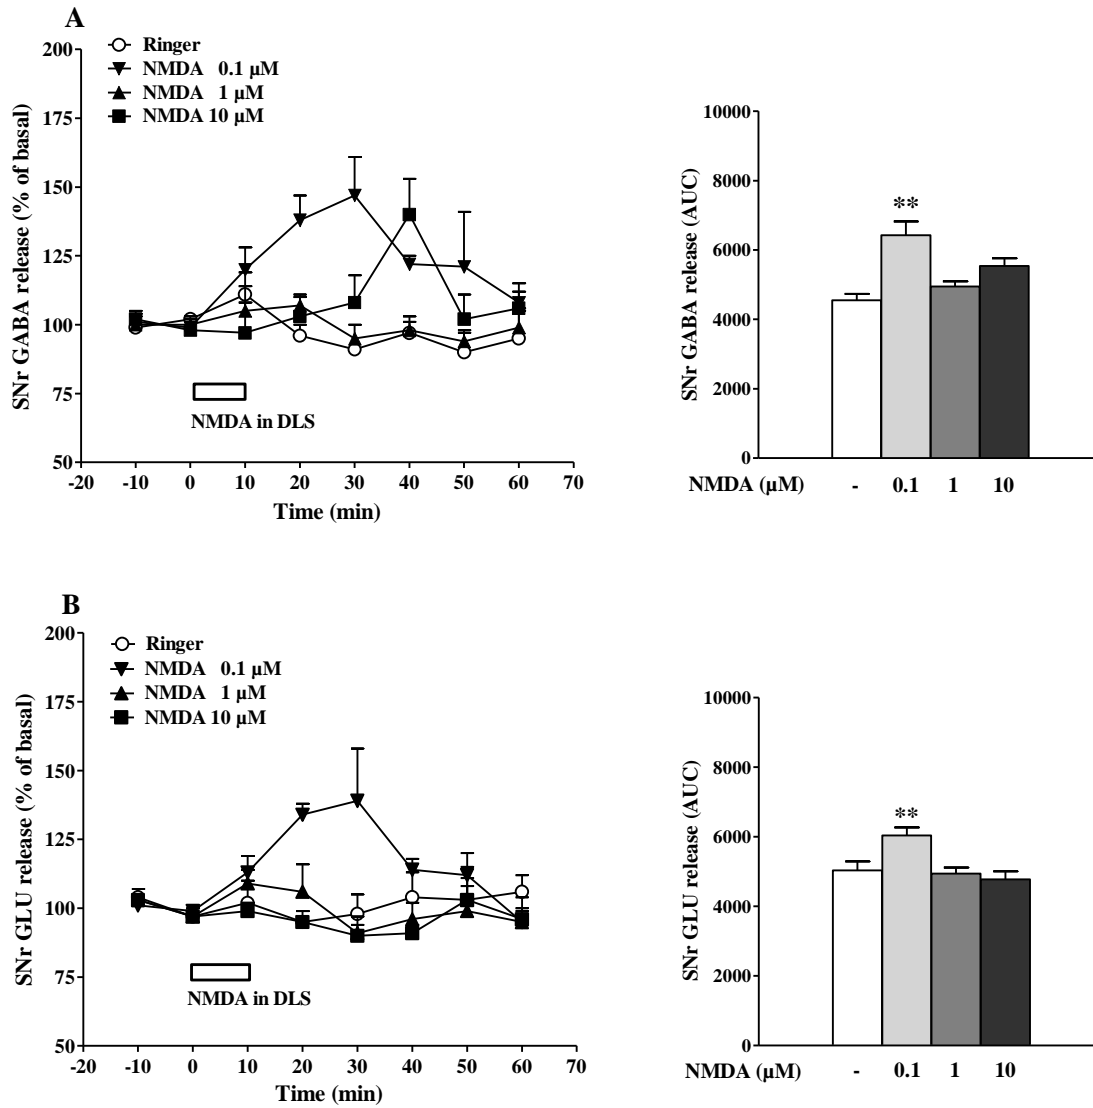 A
Ringer
NMDA 0.1 µM
NMDA 1 µM
NMDA 10 µM
SNr GABA release (% of basal)
200
175
150
125
100
75
50
NMDA in DLS
-20 -10 0 10 20 30 40 50 60 70
Time (min)
SNr GABA release (AUC)
10000
8000
6000
4000
2000
0
**
NMDA (µM) - 0.1 1 10
B
Ringer
NMDA 0.1 µM
NMDA 1 µM
NMDA 10 µM
SNr GLU release (% of basal)
200
175
150
125
100
75
50
NMDA in DLS
-20 -10 0 10 20 30 40 50 60 70
Time (min)
SNr GLU release (AUC)
10000
8000
6000
4000
2000
0
**
NMDA (µM) - 0.1 1 10